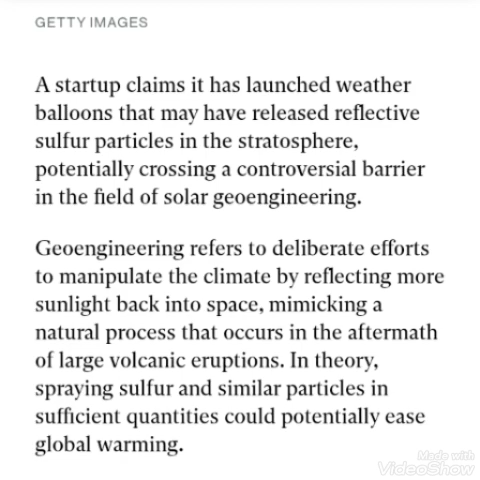 GETTY IMAGES
A startup claims it has launched weather
balloons that may have released reflective
sulfur particles in the stratosphere,
potentially crossing a controversial barrier
in the field of solar geoengineering.
Geoengineering refers to deliberate efforts
to manipulate the climate by reflecting more
sunlight back into space, mimicking a
natural process that occurs in the aftermath
of large volcanic eruptions. In theory,
spraying sulfur and similar particles in
sufficient quantities could potentially ease
global warming.
Made with
VideoShow